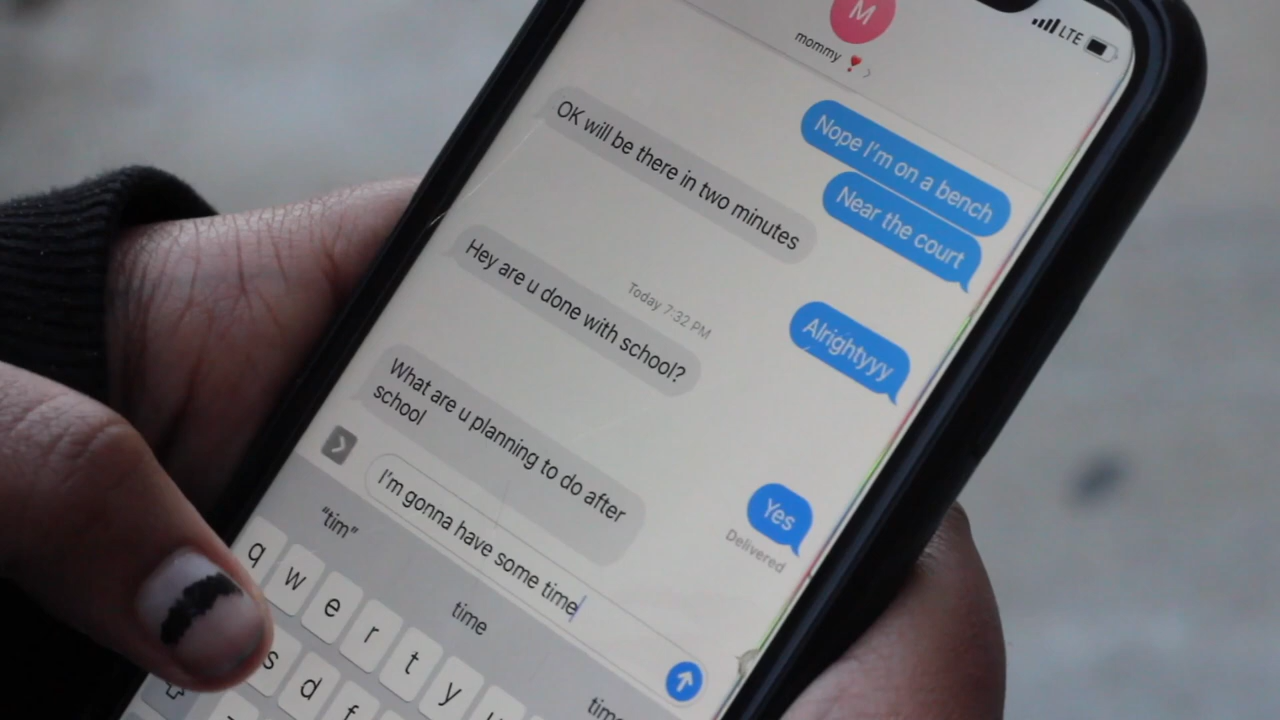 LTE
M
mommy ❣️ >
Nope I'm on a bench
Near the court
OK will be there in two minutes
Alrightyyy
Today 7:32 PM
Hey are u done with school?
Yes
Delivered
What are u planning to do after
school
I'm gonna have some time
"tim" time
q w e r t y
s d f